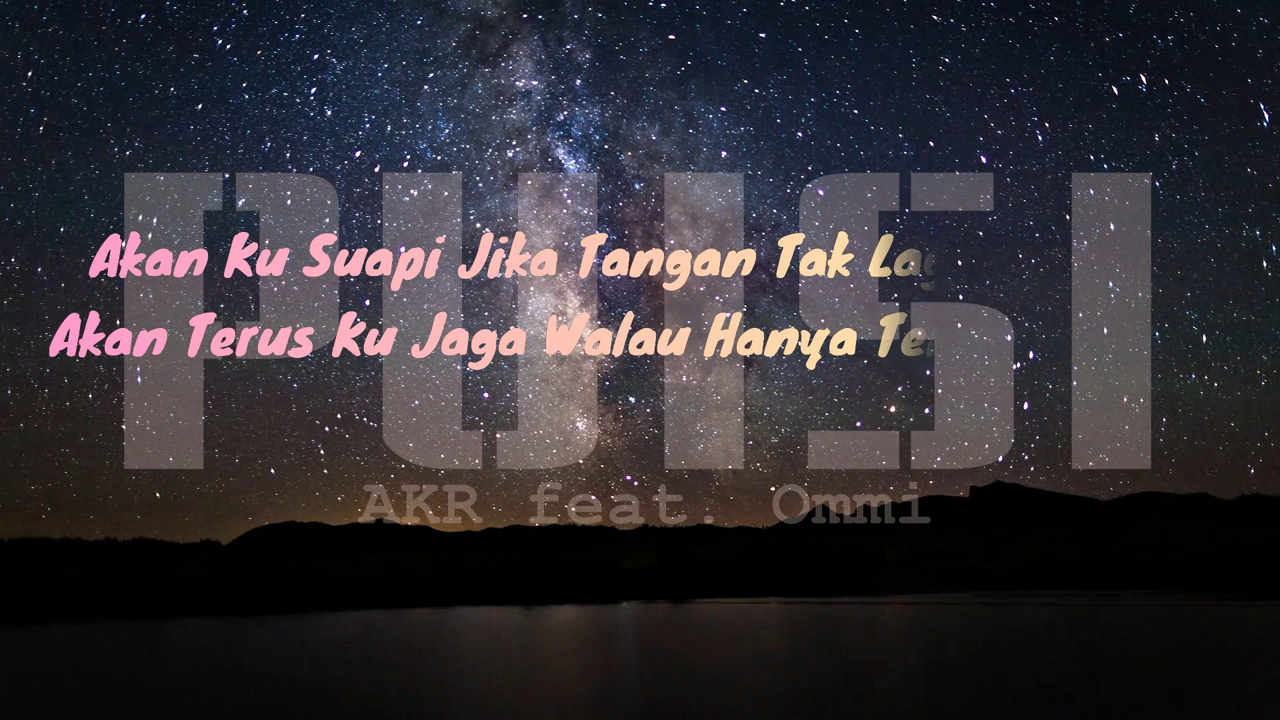 PUISI
Akan Ku Suapi Jika Tangan Tak
Akan Terus Ku Jaga Walau Hanya
AKR feat. Ommi